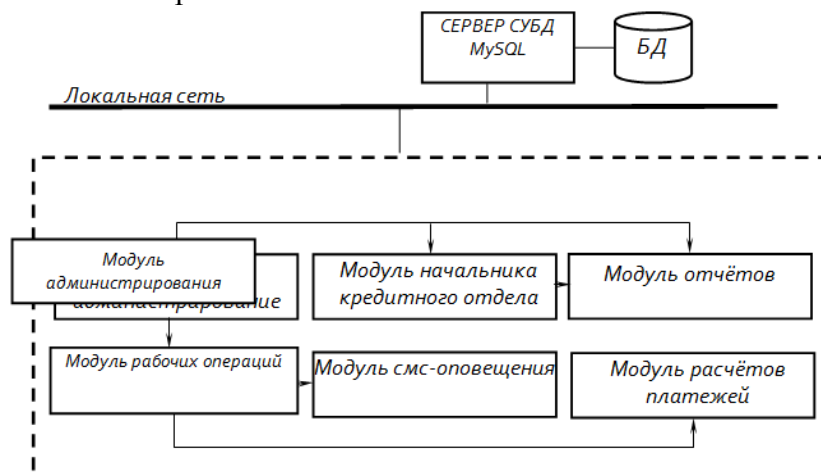 СЕРВЕР СУБД
MySQL
БД
Локальная сеть
Модуль
администрирования
администрирование
Модуль начальника
кредитного отдела
Модуль отчётов
Модуль рабочих операций
Модуль смс-оповещения
Модуль расчётов
платежей